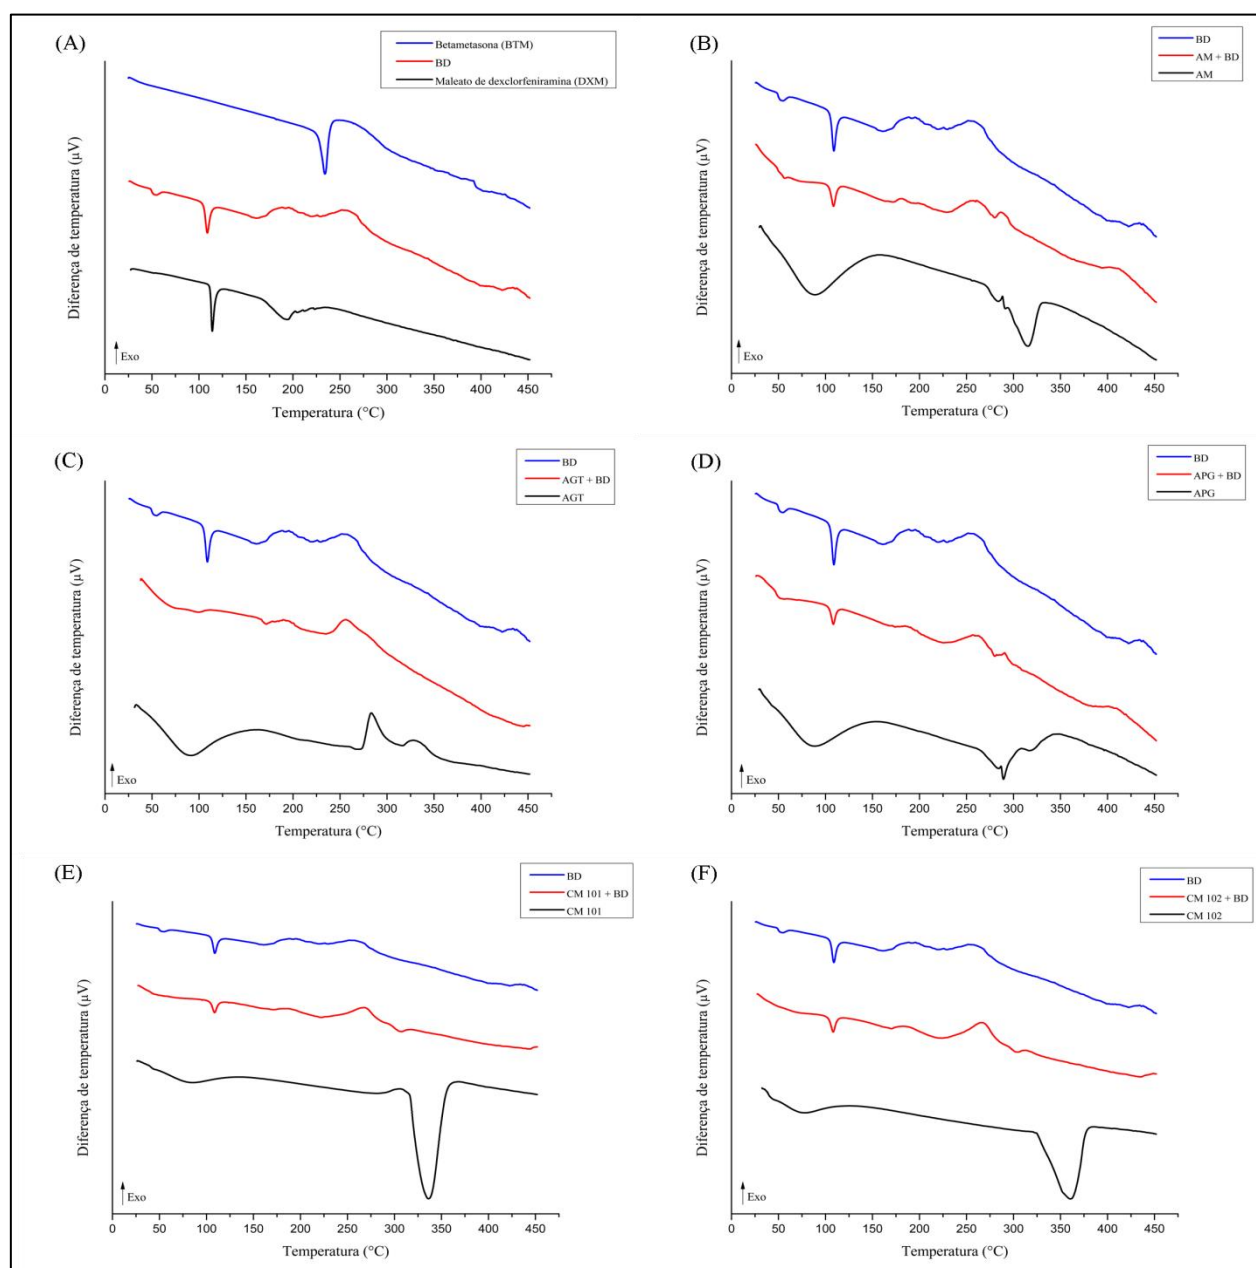 (A)
Betametasona (BTM)
BD
Maleato de dexclorfeniramina (DXM)
Diferença de temperatura (µV)
Exo
0 50 100 150 200 250 300 350 400 450
Temperatura (°C)
(B)
BD
AM + BD
AM
Diferença de temperatura (µV)
Exo
0 50 100 150 200 250 300 350 400 450
Temperatura (°C)
(C)
BD
AGT + BD
AGT
Diferença de temperatura (µV)
Exo
0 50 100 150 200 250 300 350 400 450
Temperatura (°C)
(D)
BD
APG + BD
APG
Diferença de temperatura (µV)
Exo
0 50 100 150 200 250 300 350 400 450
Temperatura (°C)
(E)
BD
CM 101 + BD
CM 101
Diferença de temperatura (µV)
Exo
0 50 100 150 200 250 300 350 400 450
Temperatura (°C)
(F)
BD
CM 102 + BD
CM 102
Diferença de temperatura (µV)
Exo
0 50 100 150 200 250 300 350 400 450
Temperatura (°C)